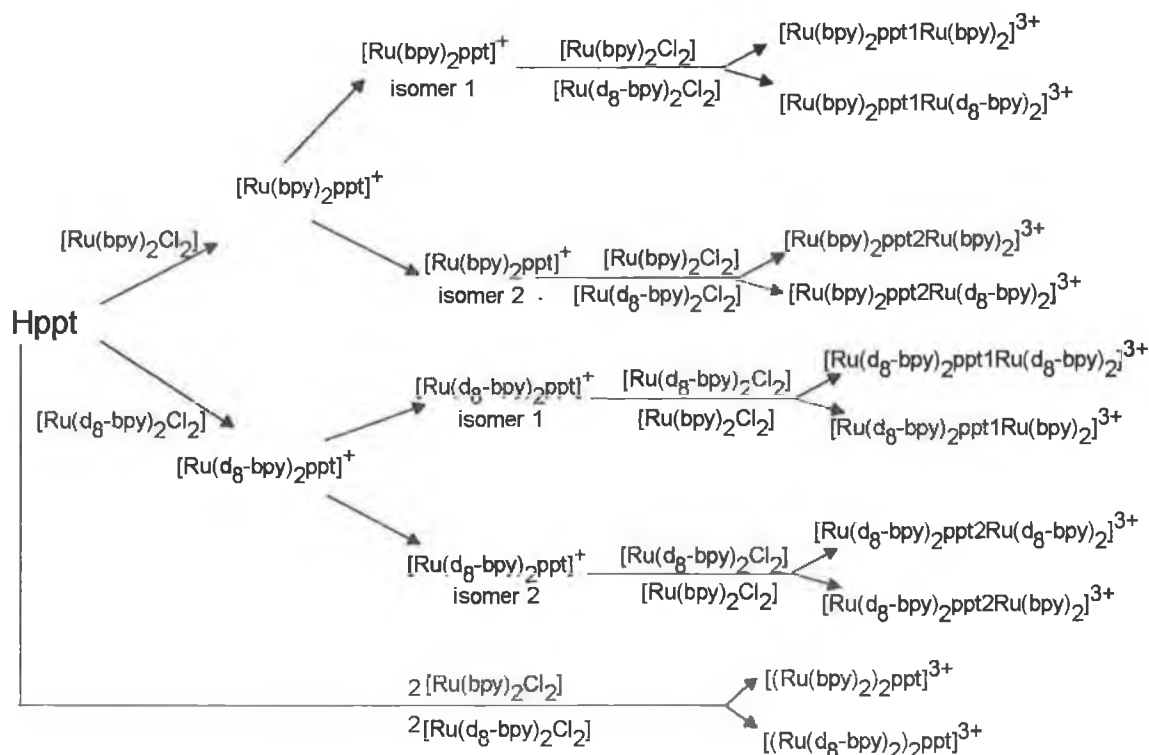 [Ru(bpy)2ppt]+
isomer 1
[Ru(bpy)2Cl2]
[Ru(d8-bpy)2Cl2]
[Ru(bpy)2ppt1Ru(bpy)2]3+
[Ru(bpy)2ppt1Ru(d8-bpy)2]3+
[Ru(bpy)2ppt]+
[Ru(bpy)2Cl2]
[Ru(bpy)2ppt]+
isomer 2
[Ru(bpy)2Cl2]
[Ru(d8-bpy)2Cl2]
[Ru(bpy)2ppt2Ru(bpy)2]3+
[Ru(bpy)2ppt2Ru(d8-bpy)2]3+
Hppt
[Ru(d8-bpy)2Cl2]
[Ru(d8-bpy)2ppt]+
[Ru(d8-bpy)2ppt]+
isomer 1
[Ru(d8-bpy)2Cl2]
[Ru(bpy)2Cl2]
[Ru(d8-bpy)2ppt1Ru(d8-bpy)2]3+
[Ru(d8-bpy)2ppt1Ru(bpy)2]3+
[Ru(d8-bpy)2ppt]+
isomer 2
[Ru(d8-bpy)2Cl2]
[Ru(bpy)2Cl2]
[Ru(d8-bpy)2ppt2Ru(d8-bpy)2]3+
[Ru(d8-bpy)2ppt2Ru(bpy)2]3+
2[Ru(bpy)2Cl2]
2[Ru(d8-bpy)2Cl2]
[(Ru(bpy)2)2ppt]3+
[(Ru(d8-bpy)2)2ppt]3+